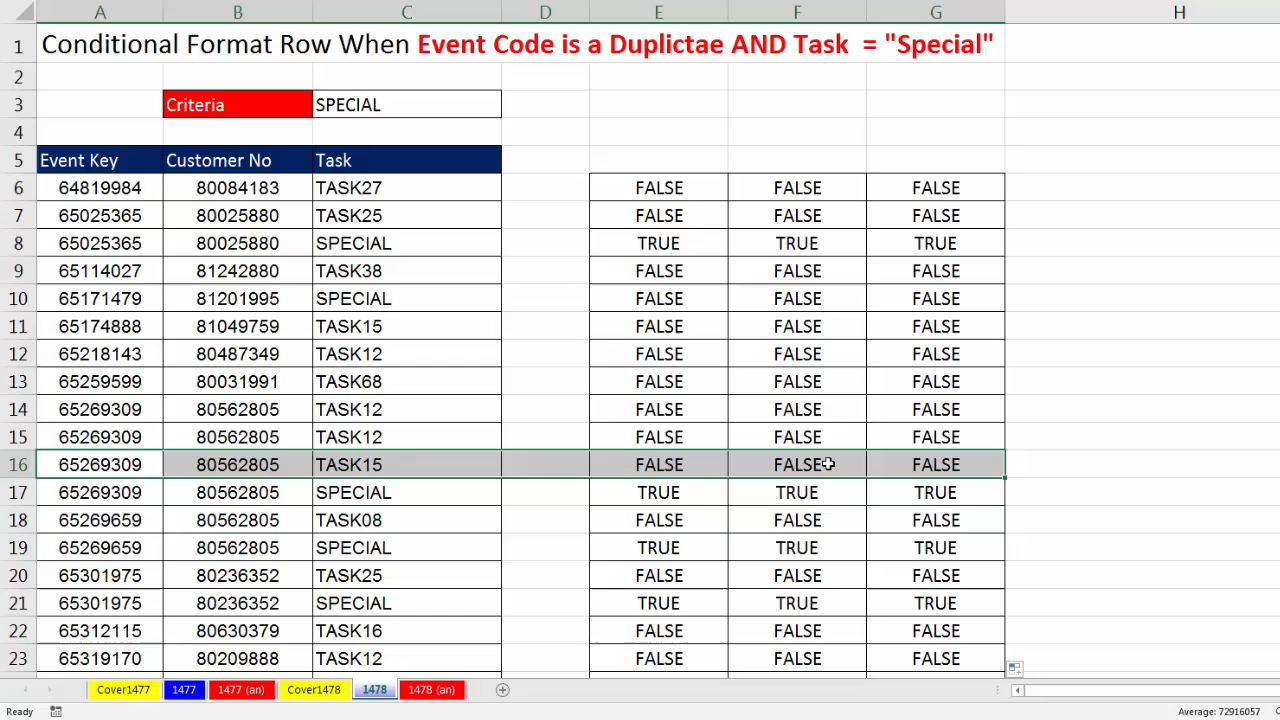 A B C D E F G H
1 Conditional Format Row When Event Code is a Duplictae AND Task = "Special"
2
3 Criteria SPECIAL
4
5 Event Key Customer No Task
6 64819984 80084183 TASK27 FALSE FALSE FALSE
7 65025365 80025880 TASK25 FALSE FALSE FALSE
8 65025365 80025880 SPECIAL TRUE TRUE TRUE
9 65114027 81242880 TASK38 FALSE FALSE FALSE
10 65171479 81201995 SPECIAL FALSE FALSE FALSE
11 65174888 81049759 TASK15 FALSE FALSE FALSE
12 65218143 80487349 TASK12 FALSE FALSE FALSE
13 65259599 80031991 TASK68 FALSE FALSE FALSE
14 65269309 80562805 TASK12 FALSE FALSE FALSE
15 65269309 80562805 TASK12 FALSE FALSE FALSE
16 65269309 80562805 TASK15 FALSE FALSE FALSE
17 65269309 80562805 SPECIAL TRUE TRUE TRUE
18 65269659 80562805 TASK08 FALSE FALSE FALSE
19 65269659 80562805 SPECIAL TRUE TRUE TRUE
20 65301975 80236352 TASK25 FALSE FALSE FALSE
21 65301975 80236352 SPECIAL TRUE TRUE TRUE
22 65312115 80630379 TASK16 FALSE FALSE FALSE
23 65319170 80209888 TASK12 FALSE FALSE FALSE
Cover1477 1477 1477 (an) Cover1478 1478 1478 (an)
Ready Average: 72916057